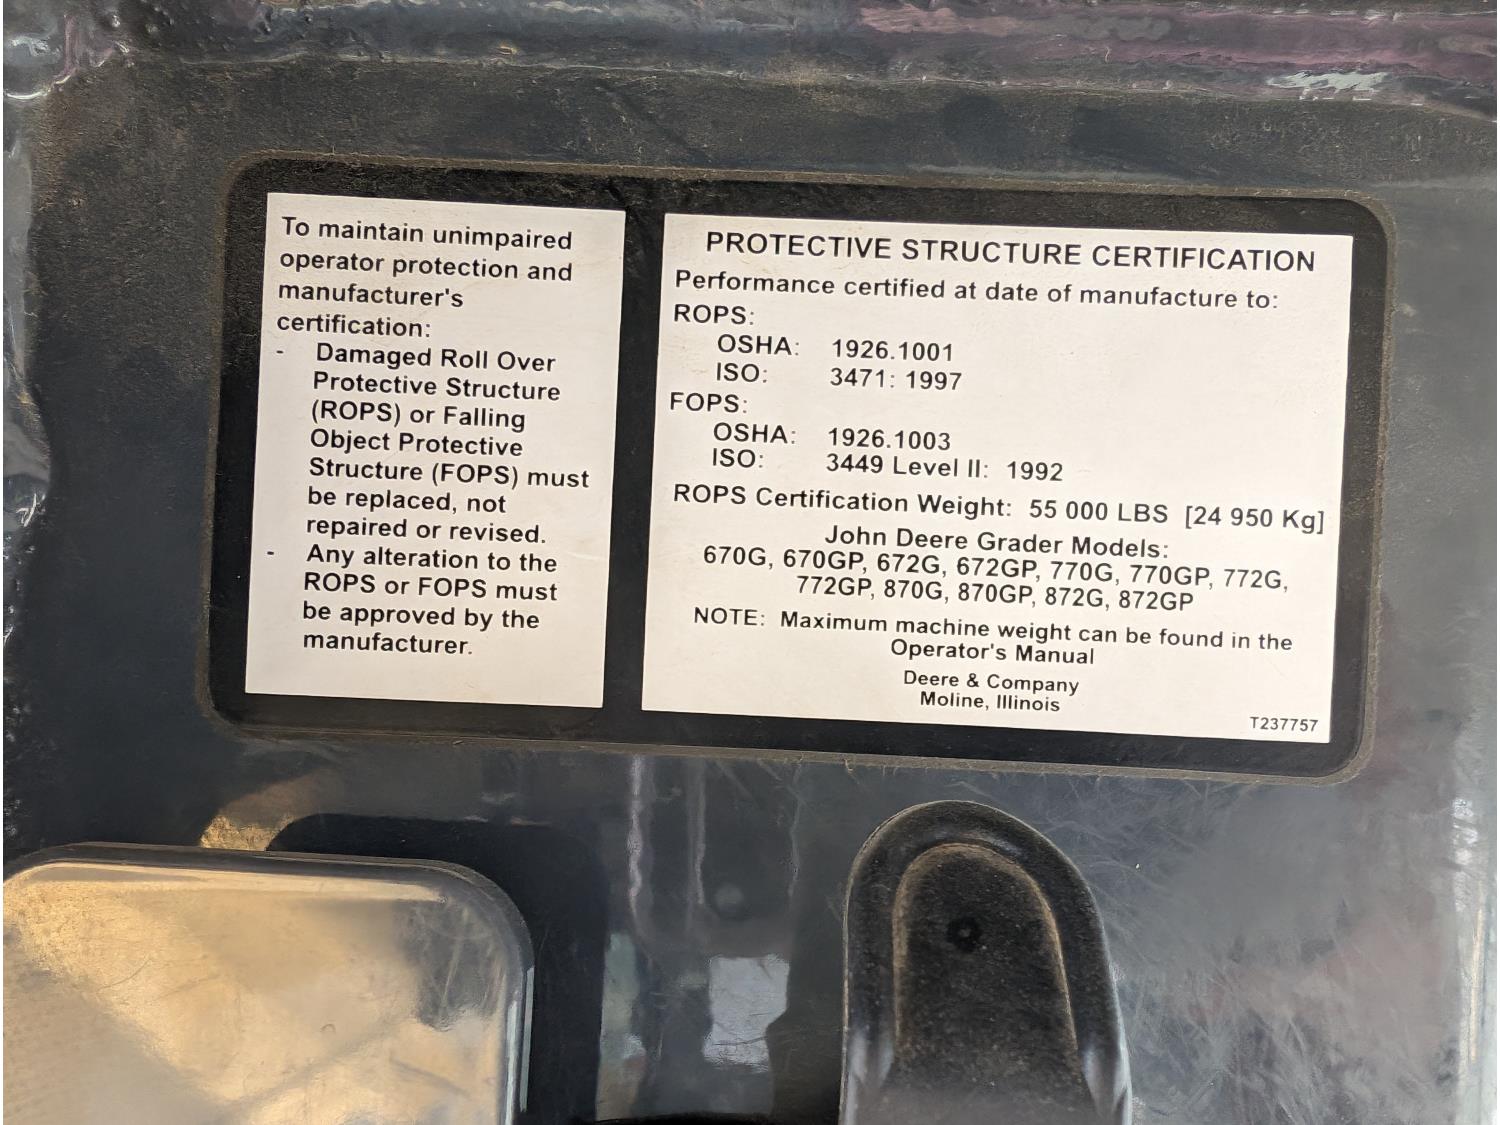 To maintain unimpaired
operator protection and
manufacturer's
certification:
- Damaged Roll Over
Protective Structure
(ROPS) or Falling
Object Protective
Structure (FOPS) must
be replaced, not
repaired or revised.
- Any alteration to the
ROPS or FOPS must
be approved by the
manufacturer.
PROTECTIVE STRUCTURE CERTIFICATION
Performance certified at date of manufacture to:
ROPS:
OSHA: 1926.1001
ISO: 3471: 1997
FOPS:
OSHA: 1926.1003
ISO: 3449 Level II: 1992
ROPS Certification Weight: 55 000 LBS [24 950 Kg]
John Deere Grader Models:
670G, 670GP, 672G, 672GP, 770G, 770GP, 772G,
772GP, 870G, 870GP, 872G, 872GP
NOTE: Maximum machine weight can be found in the
Operator's Manual
Deere & Company
Moline, Illinois
T237757